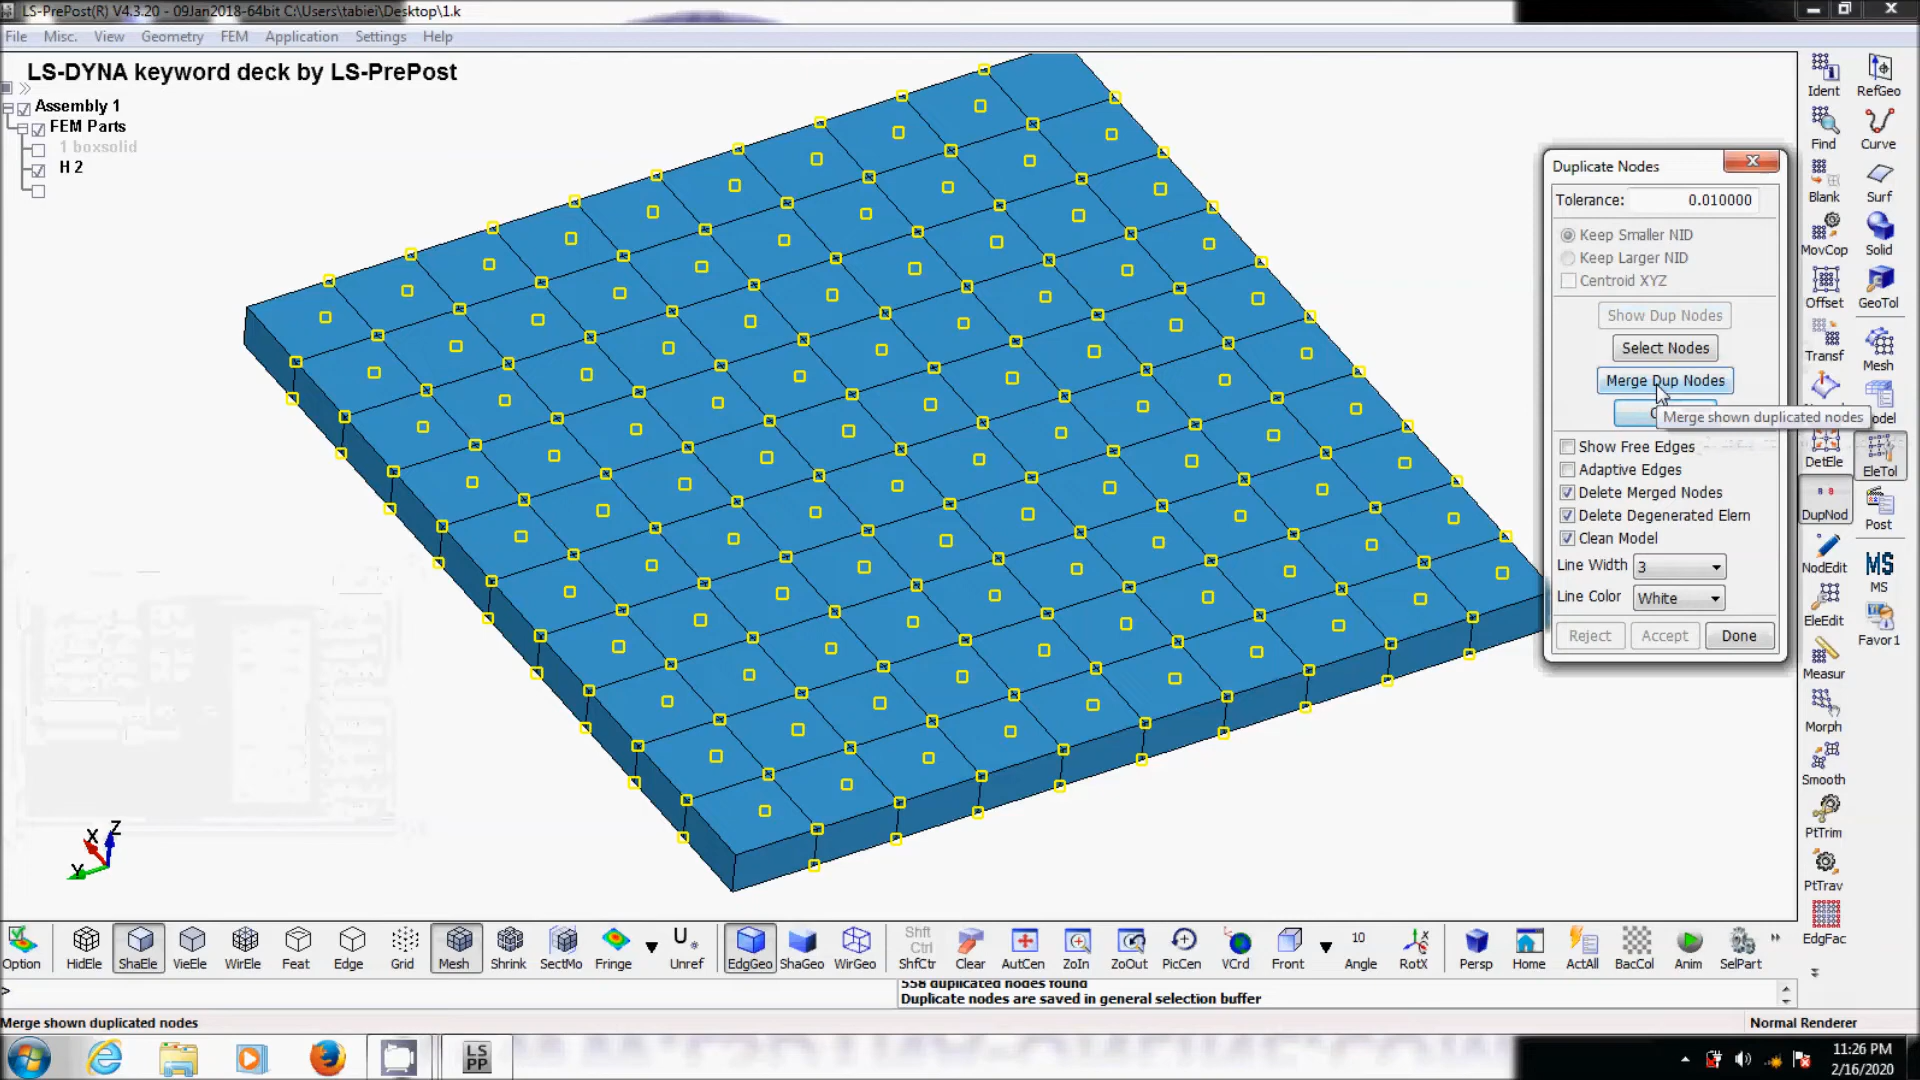 LS-PrePost(R) V4.3.20 - 09Jan2018-64bit C:\Users\tabiei\Desktop\1.k
File Misc. View Geometry FEM Application Settings Help
LS-DYNA keyword deck by LS-PrePost
Assembly 1
FEM Parts
1 boxsolid
H 2
X Z
Y
Duplicate Nodes
Tolerance: 0.010000
Keep Smaller NID
Keep Larger NID
Centroid XYZ
Show Dup Nodes
Select Nodes
Merge Dup Nodes
Merge shown duplicated nodes
Show Free Edges
Adaptive Edges
Delete Merged Nodes
Delete Degenerated Elem
Clean Model
Line Width 3
Line Color White
Reject Accept Done
Ident RefGeo
Find Curve
Blank Surf
MovCop Solid
Offset GeoTol
Transf Mesh
DetEle EleTol
DupNod Post
NodEdit MS
MS
EleEdit Favor1
Measur
Morph
Smooth
PtTrim
PtTrav
EdgFac
Option HidEle ShaEle VieEle WirEle Feat Edge Grid Mesh Shrink SectMo Fringe Unref EdgGeo ShaGeo WirGeo ShfCtr Clear AutCen ZoIn ZoOut PicCen VCrd Front Angle RotX Persp Home ActAll BacCol Anim SelPart
Shft
Ctrl
10
>
558 duplicated nodes found
Duplicate nodes are saved in general selection buffer
Merge shown duplicated nodes
Normal Renderer
LS
PP
11:26 PM
2/16/2020